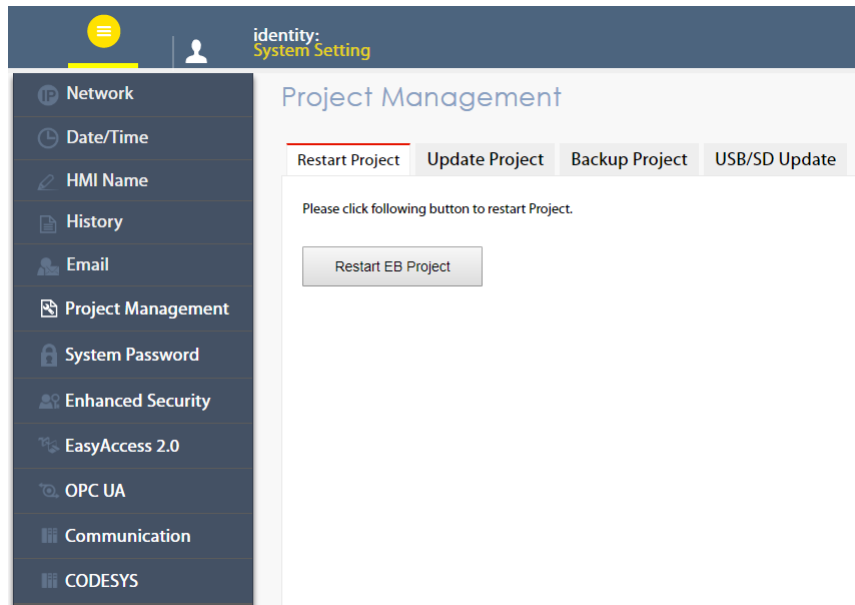 identity:
System Setting
Network
Date/Time
HMI Name
History
Email
Project Management
System Password
Enhanced Security
EasyAccess 2.0
OPC UA
Communication
CODESYS
Project Management
Restart Project Update Project Backup Project USB/SD Update
Please click following button to restart Project.
Restart EB Project